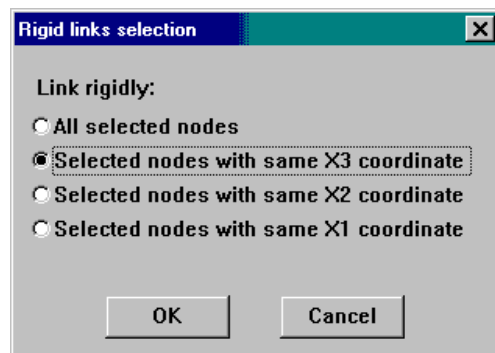 Rigid links selection
Link rigidly:
All selected nodes
Selected nodes with same X3 coordinate
Selected nodes with same X2 coordinate
Selected nodes with same X1 coordinate
OK Cancel